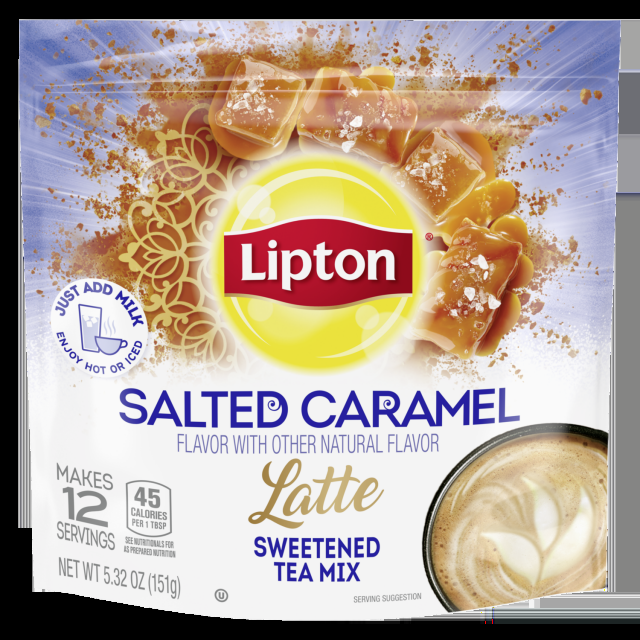 Lipton®
JUST ADD MILK
ENJOY HOT OR ICED
SALTED CARAMEL
FLAVOR WITH OTHER NATURAL FLAVOR
Latte
SWEETENED
TEA MIX
MAKES
12
SERVINGS
45
CALORIES
PER 1 TBSP
SEE NUTRITIONALS FOR
AS PREPARED NUTRITION
NET WT 5.32 OZ (151g)
U
SERVING SUGGESTION